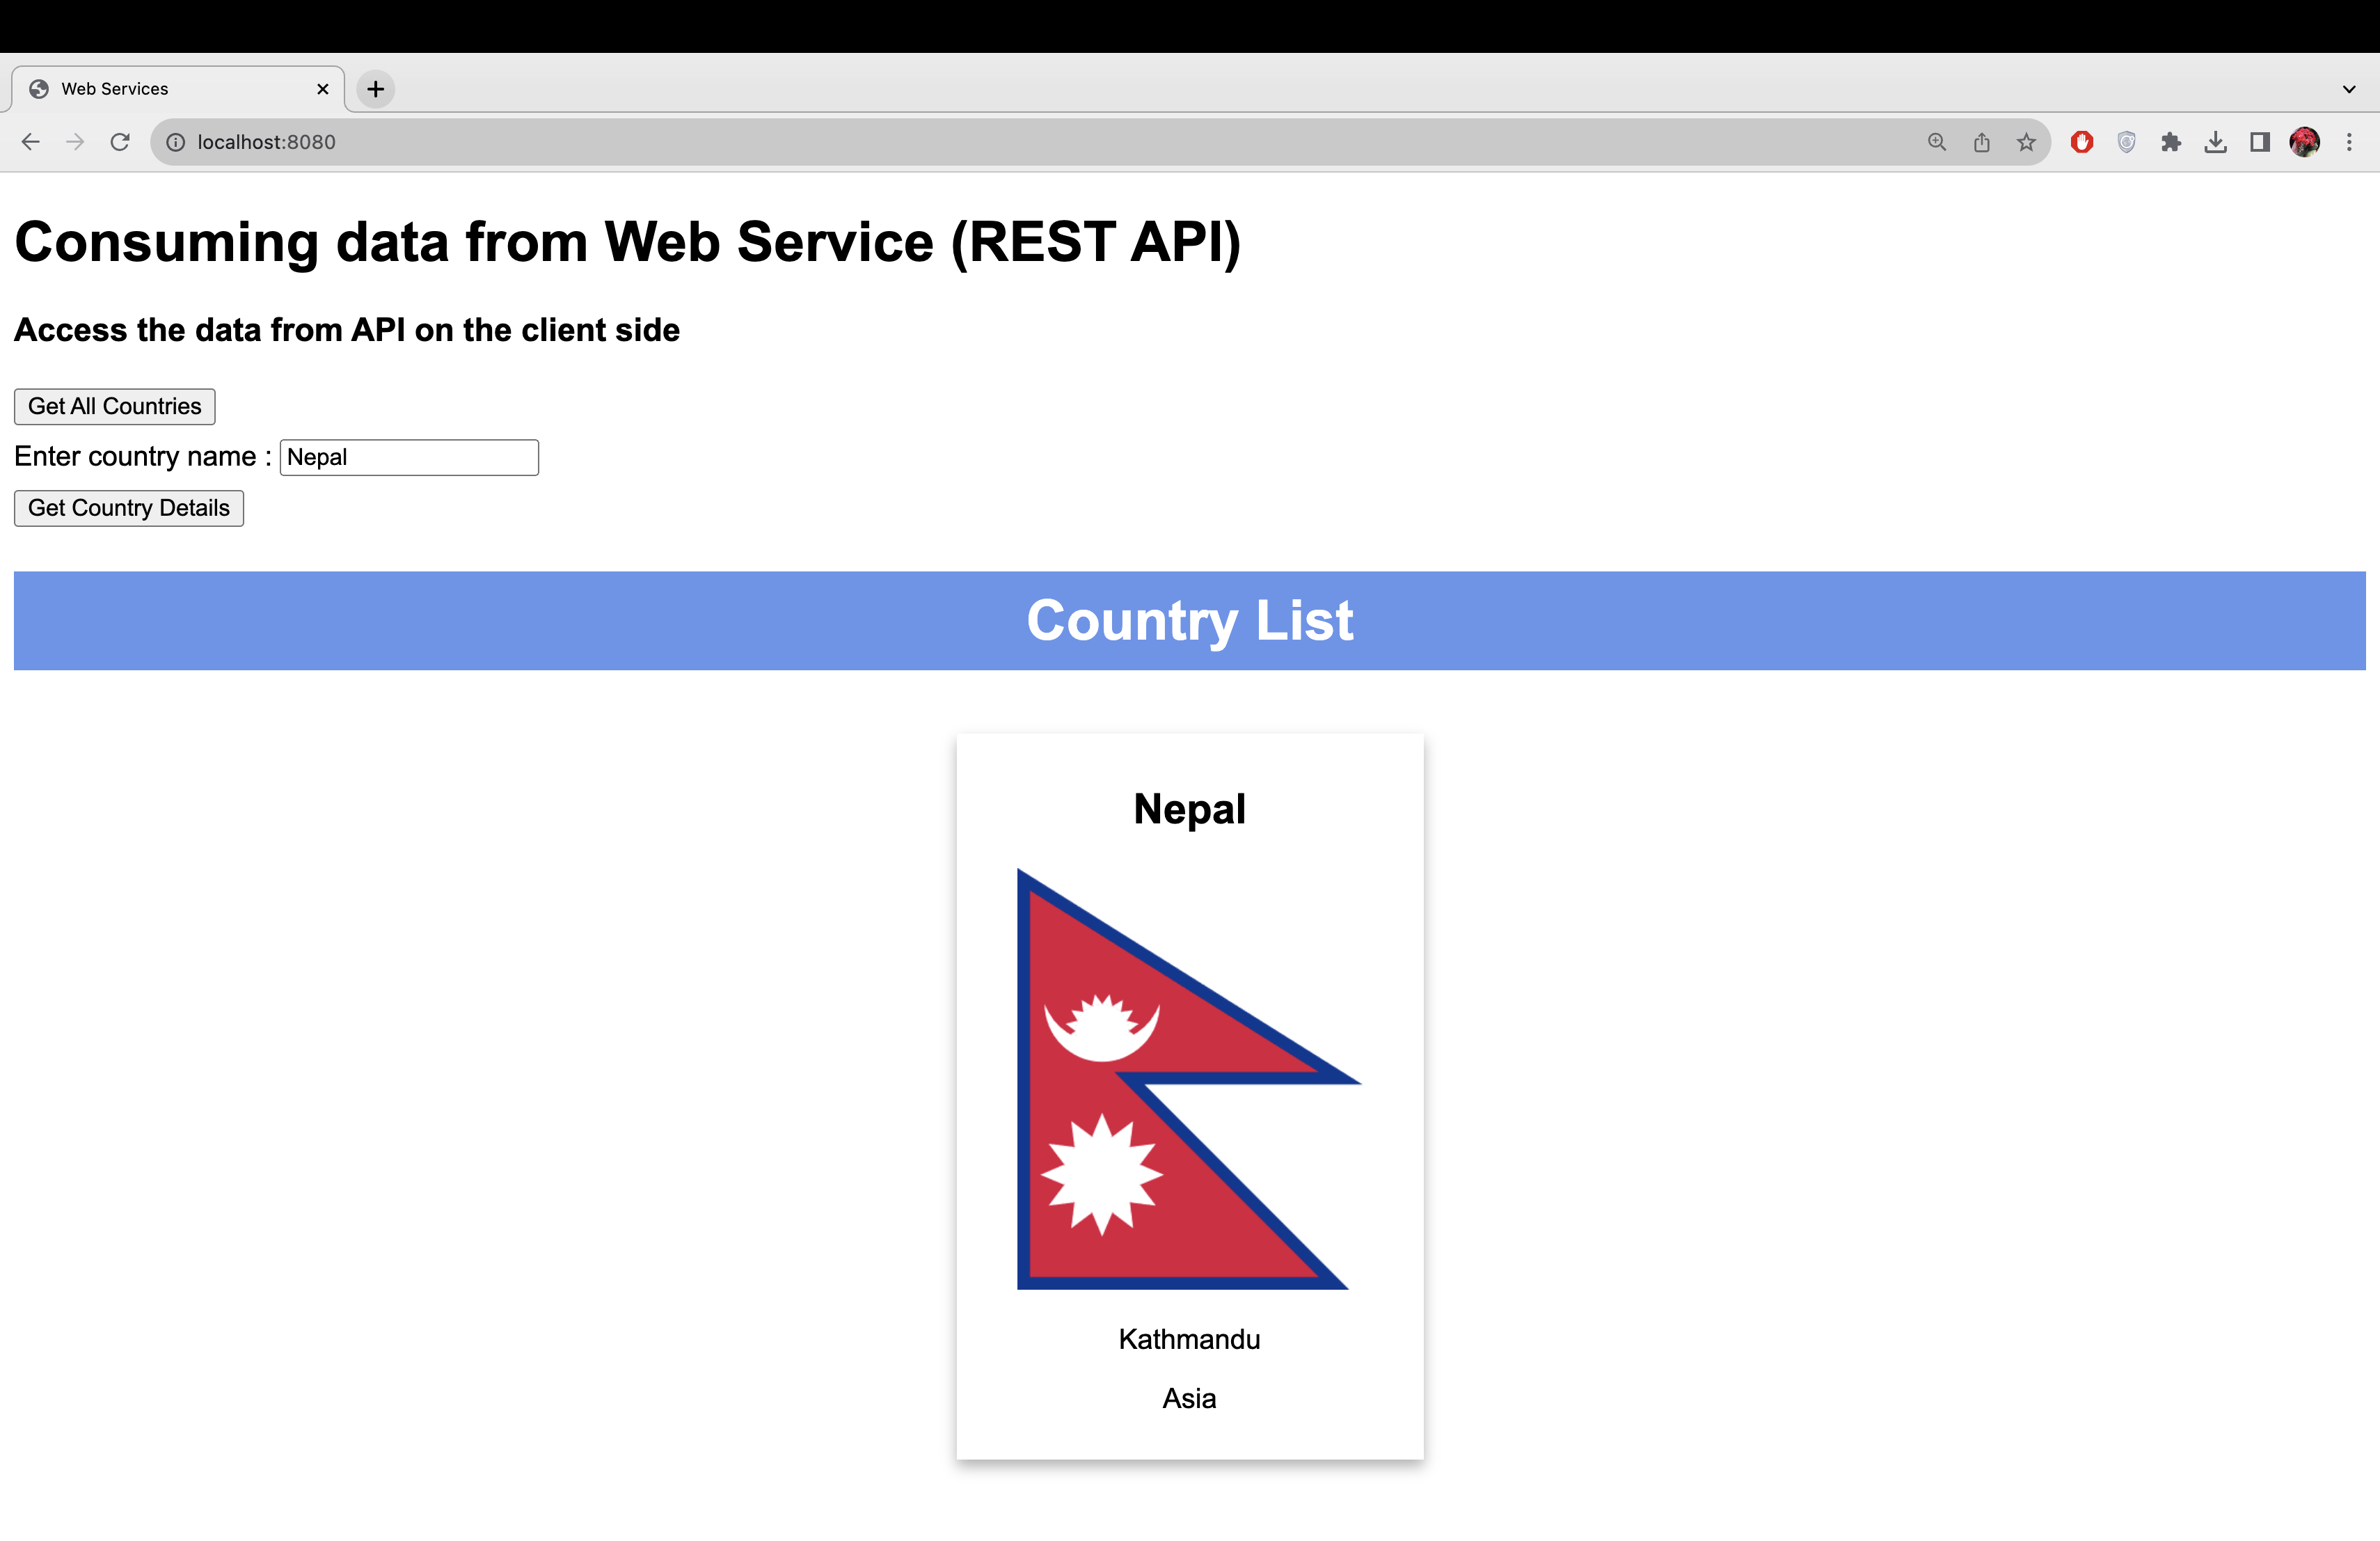 Web Services
localhost:8080
Consuming data from Web Service (REST API)
Access the data from API on the client side
Get All Countries
Enter country name : Nepal
Get Country Details
Country List
Nepal
Kathmandu
Asia